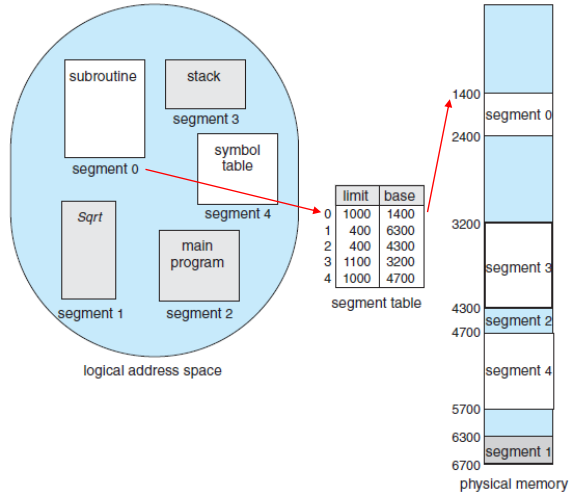 subroutine
segment 0
stack
segment 3
symbol
table
segment 4
Sqrt
segment 1
main
program
segment 2
logical address space
limit base
0 1000 1400
1 400 6300
2 400 4300
3 1100 3200
4 1000 4700
segment table
1400
segment 0
2400
3200
segment 3
4300
segment 2
4700
segment 4
5700
6300
segment 1
6700
physical memory